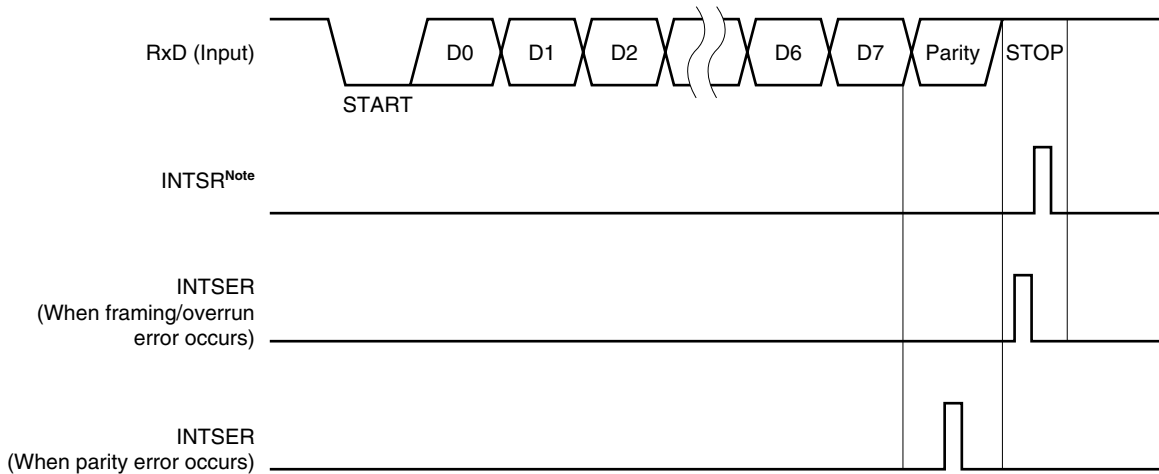 RxD (Input)
D0
D1
D2
D6
D7
Parity
STOP
START
INTSRNote
INTSER
(When framing/overrun
error occurs)
INTSER
(When parity error occurs)